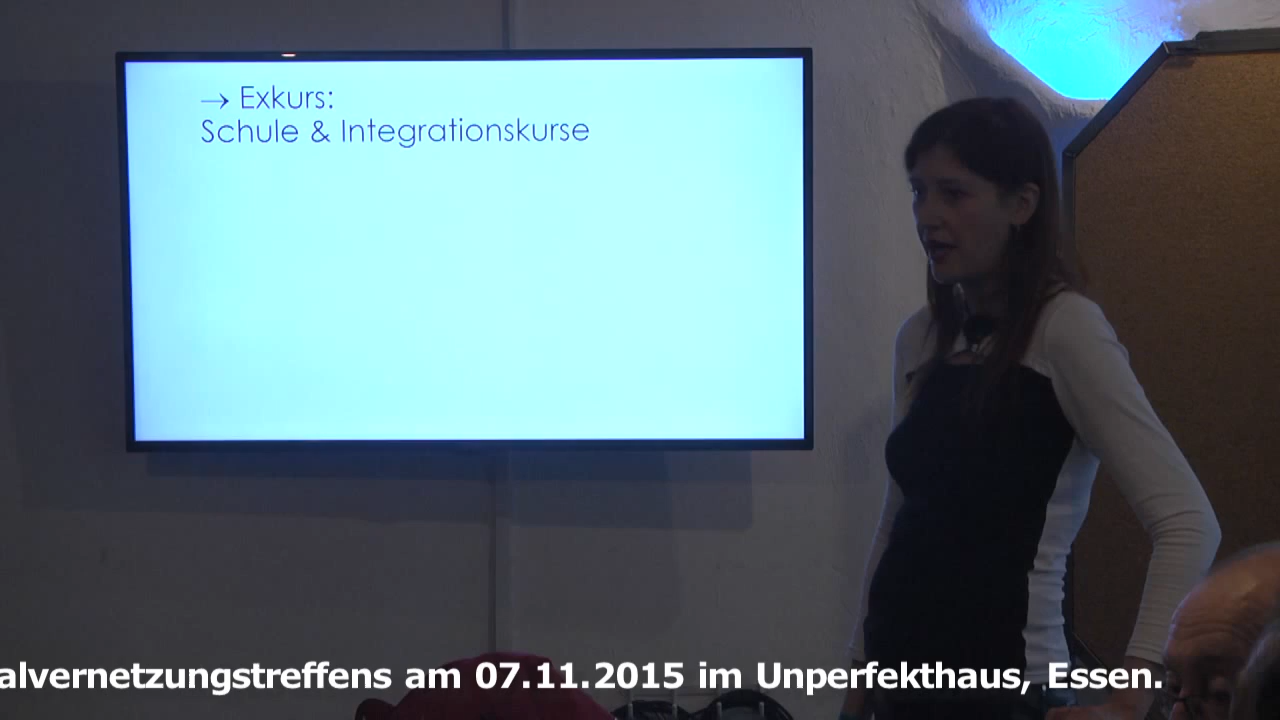 → Exkurs:
Schule & Integrationskurse
alvernetzungstreffens am 07.11.2015 im Unperfekthaus, Essen.